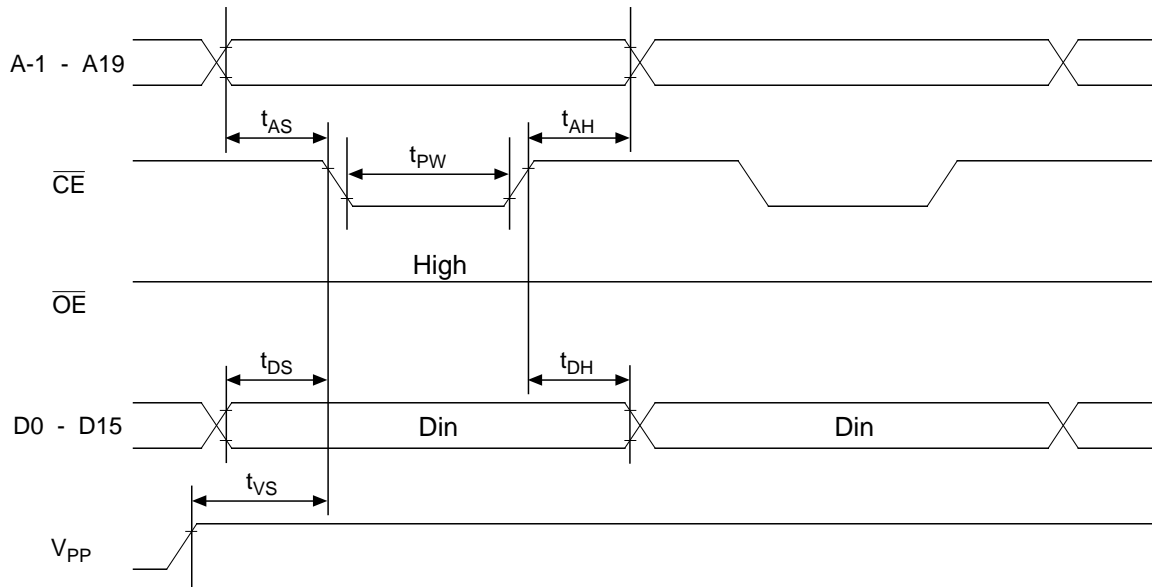 A-1 - A19
tAS
tAH
tPW
CE
High
OE
tDS
tDH
D0 - D15
Din
Din
tVS
VPP